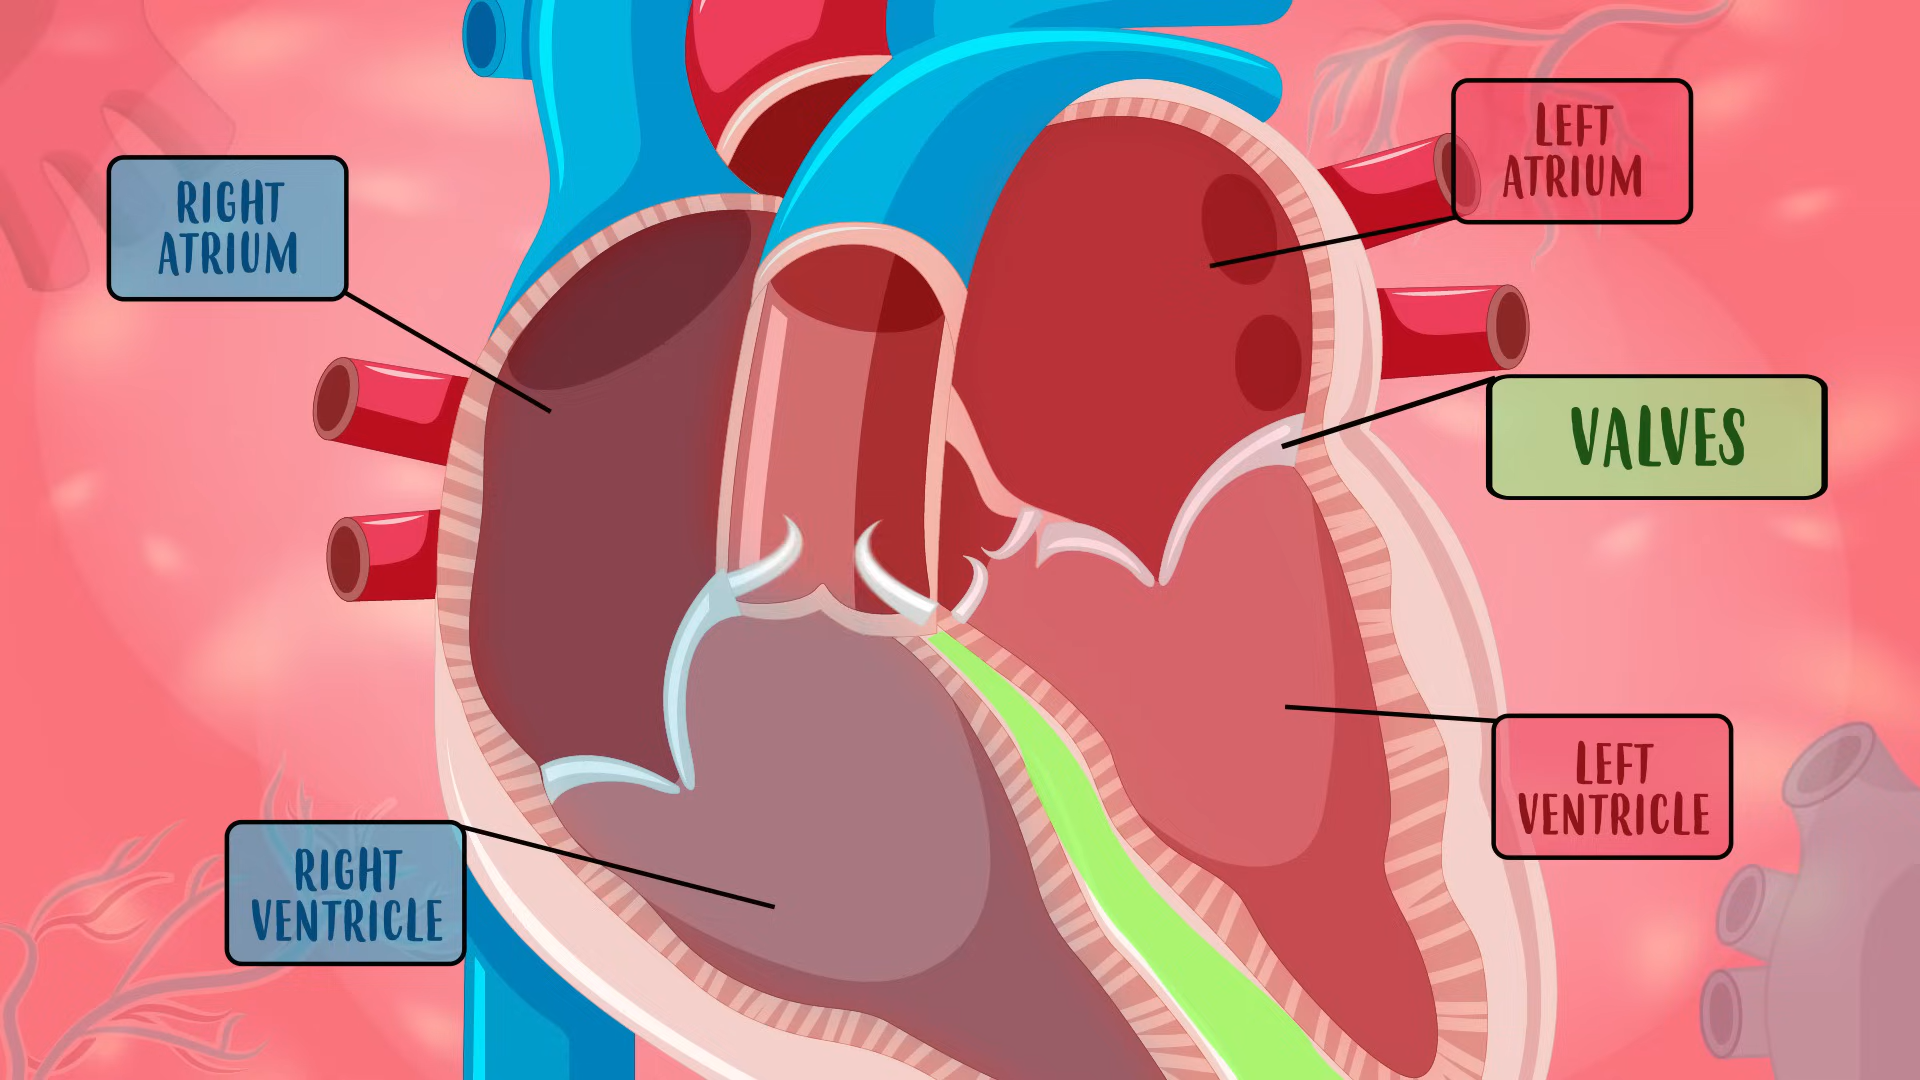 RIGHT
ATRIUM
LEFT
ATRIUM
VALVES
LEFT
VENTRICLE
RIGHT
VENTRICLE